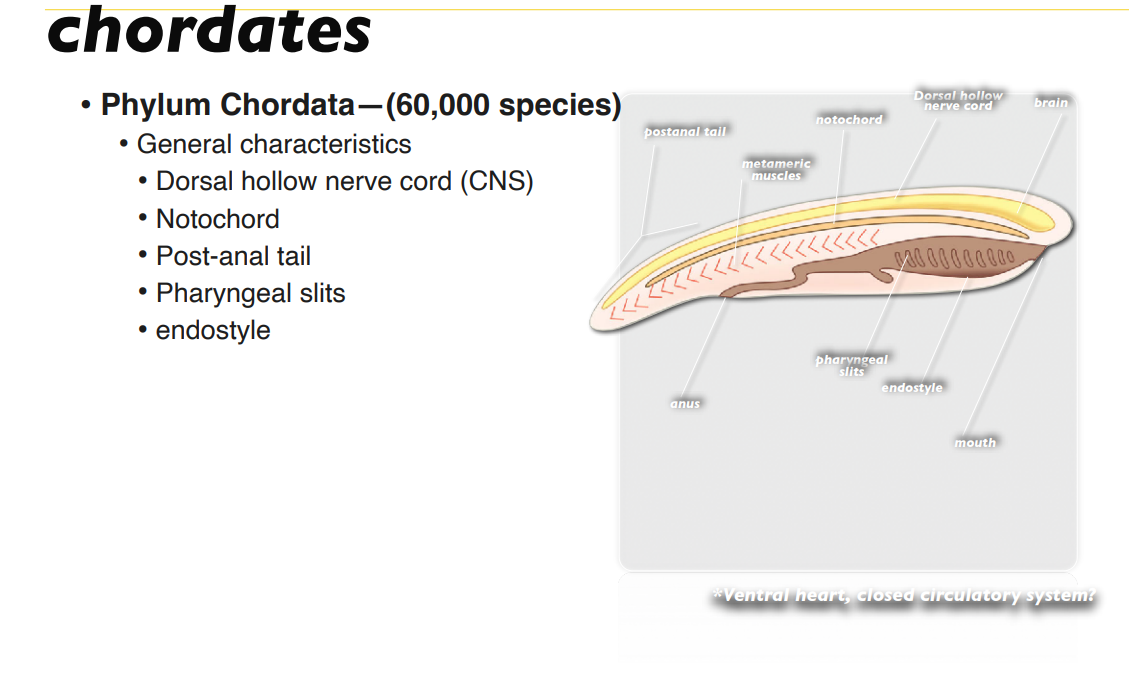 chordates
• Phylum Chordata—(60,000 species)
• General characteristics
• Dorsal hollow nerve cord (CNS)
• Notochord
• Post-anal tail
• Pharyngeal slits
• endostyle
Dorsal hollow
nerve cord
brain
notochord
postanal tail
metameric
muscles
pharyngeal
slits
endostyle
anus
mouth
*Ventral heart, closed circulatory system?